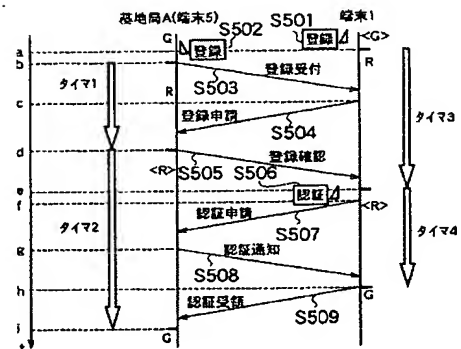 基地局A(端末5) S502 S501 端末1
G 登録 登録 <G>
a
b R
登録受付
タイマ1 R S503
c
登録申請 S504 タイマ3
d
<R> S505 S506 登録確認
e 認証
f <R>
認証申請
タイマ2 S507 タイマ4
g 認証通知
S508
h G
認証受領 S509
i G